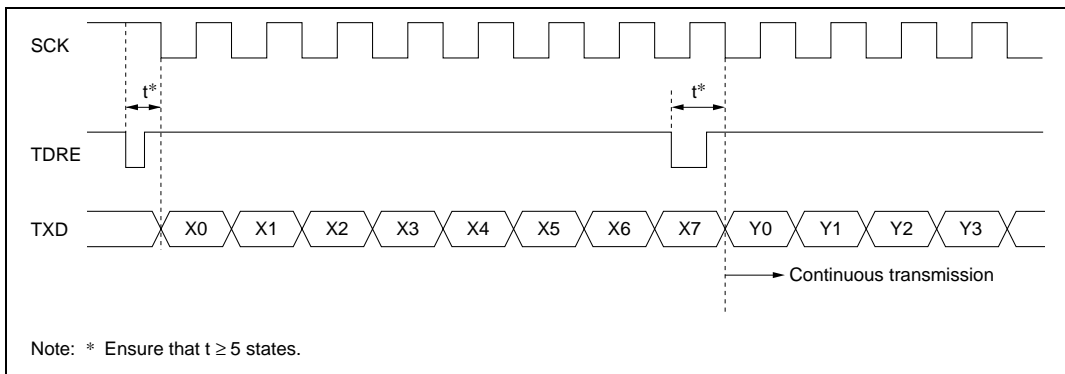 SCK
t* t*
TDRE
TXD X0 X1 X2 X3 X4 X5 X6 X7 Y0 Y1 Y2 Y3
Continuous transmission
Note: * Ensure that t ≥ 5 states.